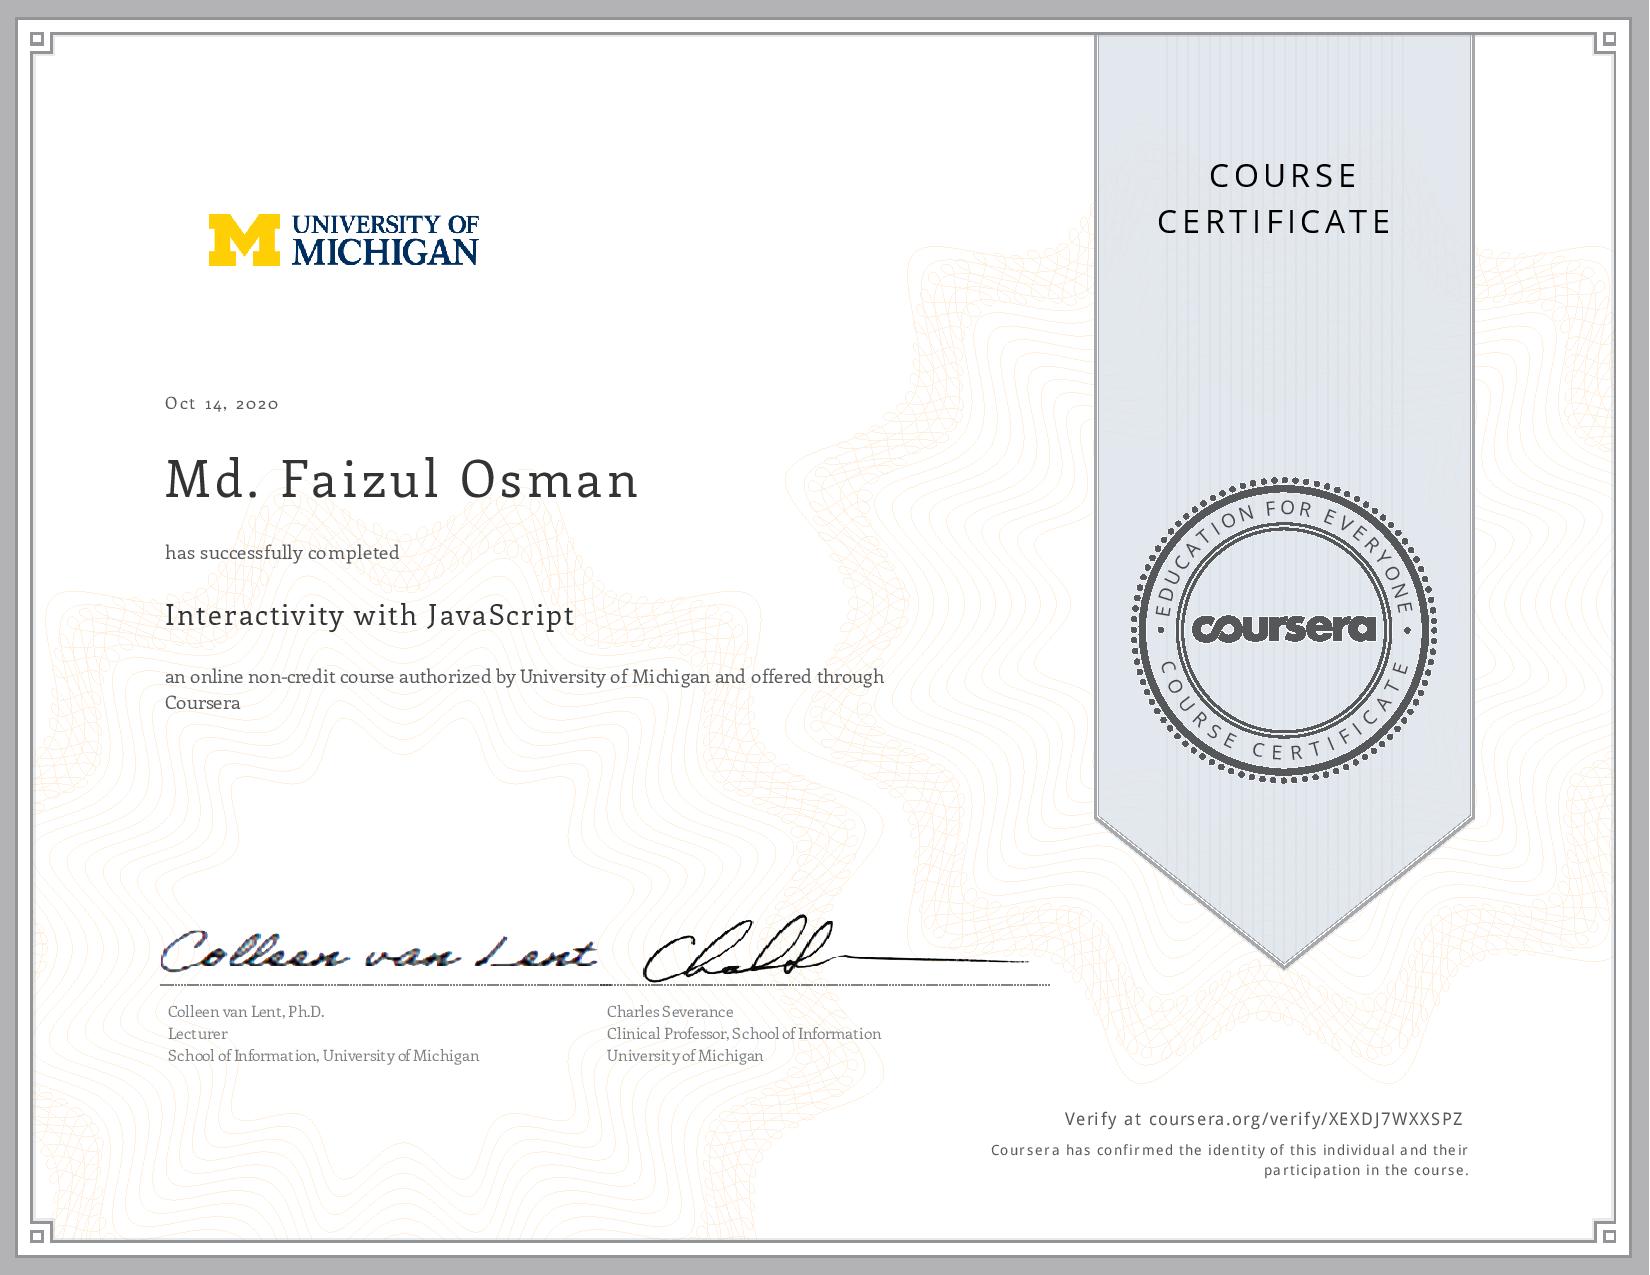 UNIVERSITY OF
MICHIGAN
COURSE
CERTIFICATE
Oct 14, 2020
Md. Faizul Osman
has successfully completed
Interactivity with JavaScript
an online non-credit course authorized by University of Michigan and offered through
Coursera
EDUCATION FOR EVERYONE
coursera
COURSE CERTIFICATE
Colleen van Lent
Colleen van Lent, Ph.D.
Lecturer
School of Information, University of Michigan
Charles Severance
Clinical Professor, School of Information
University of Michigan
Verify at coursera.org/verify/XEXDJ7WXXSPZ
Coursera has confirmed the identity of this individual and their
participation in the course.